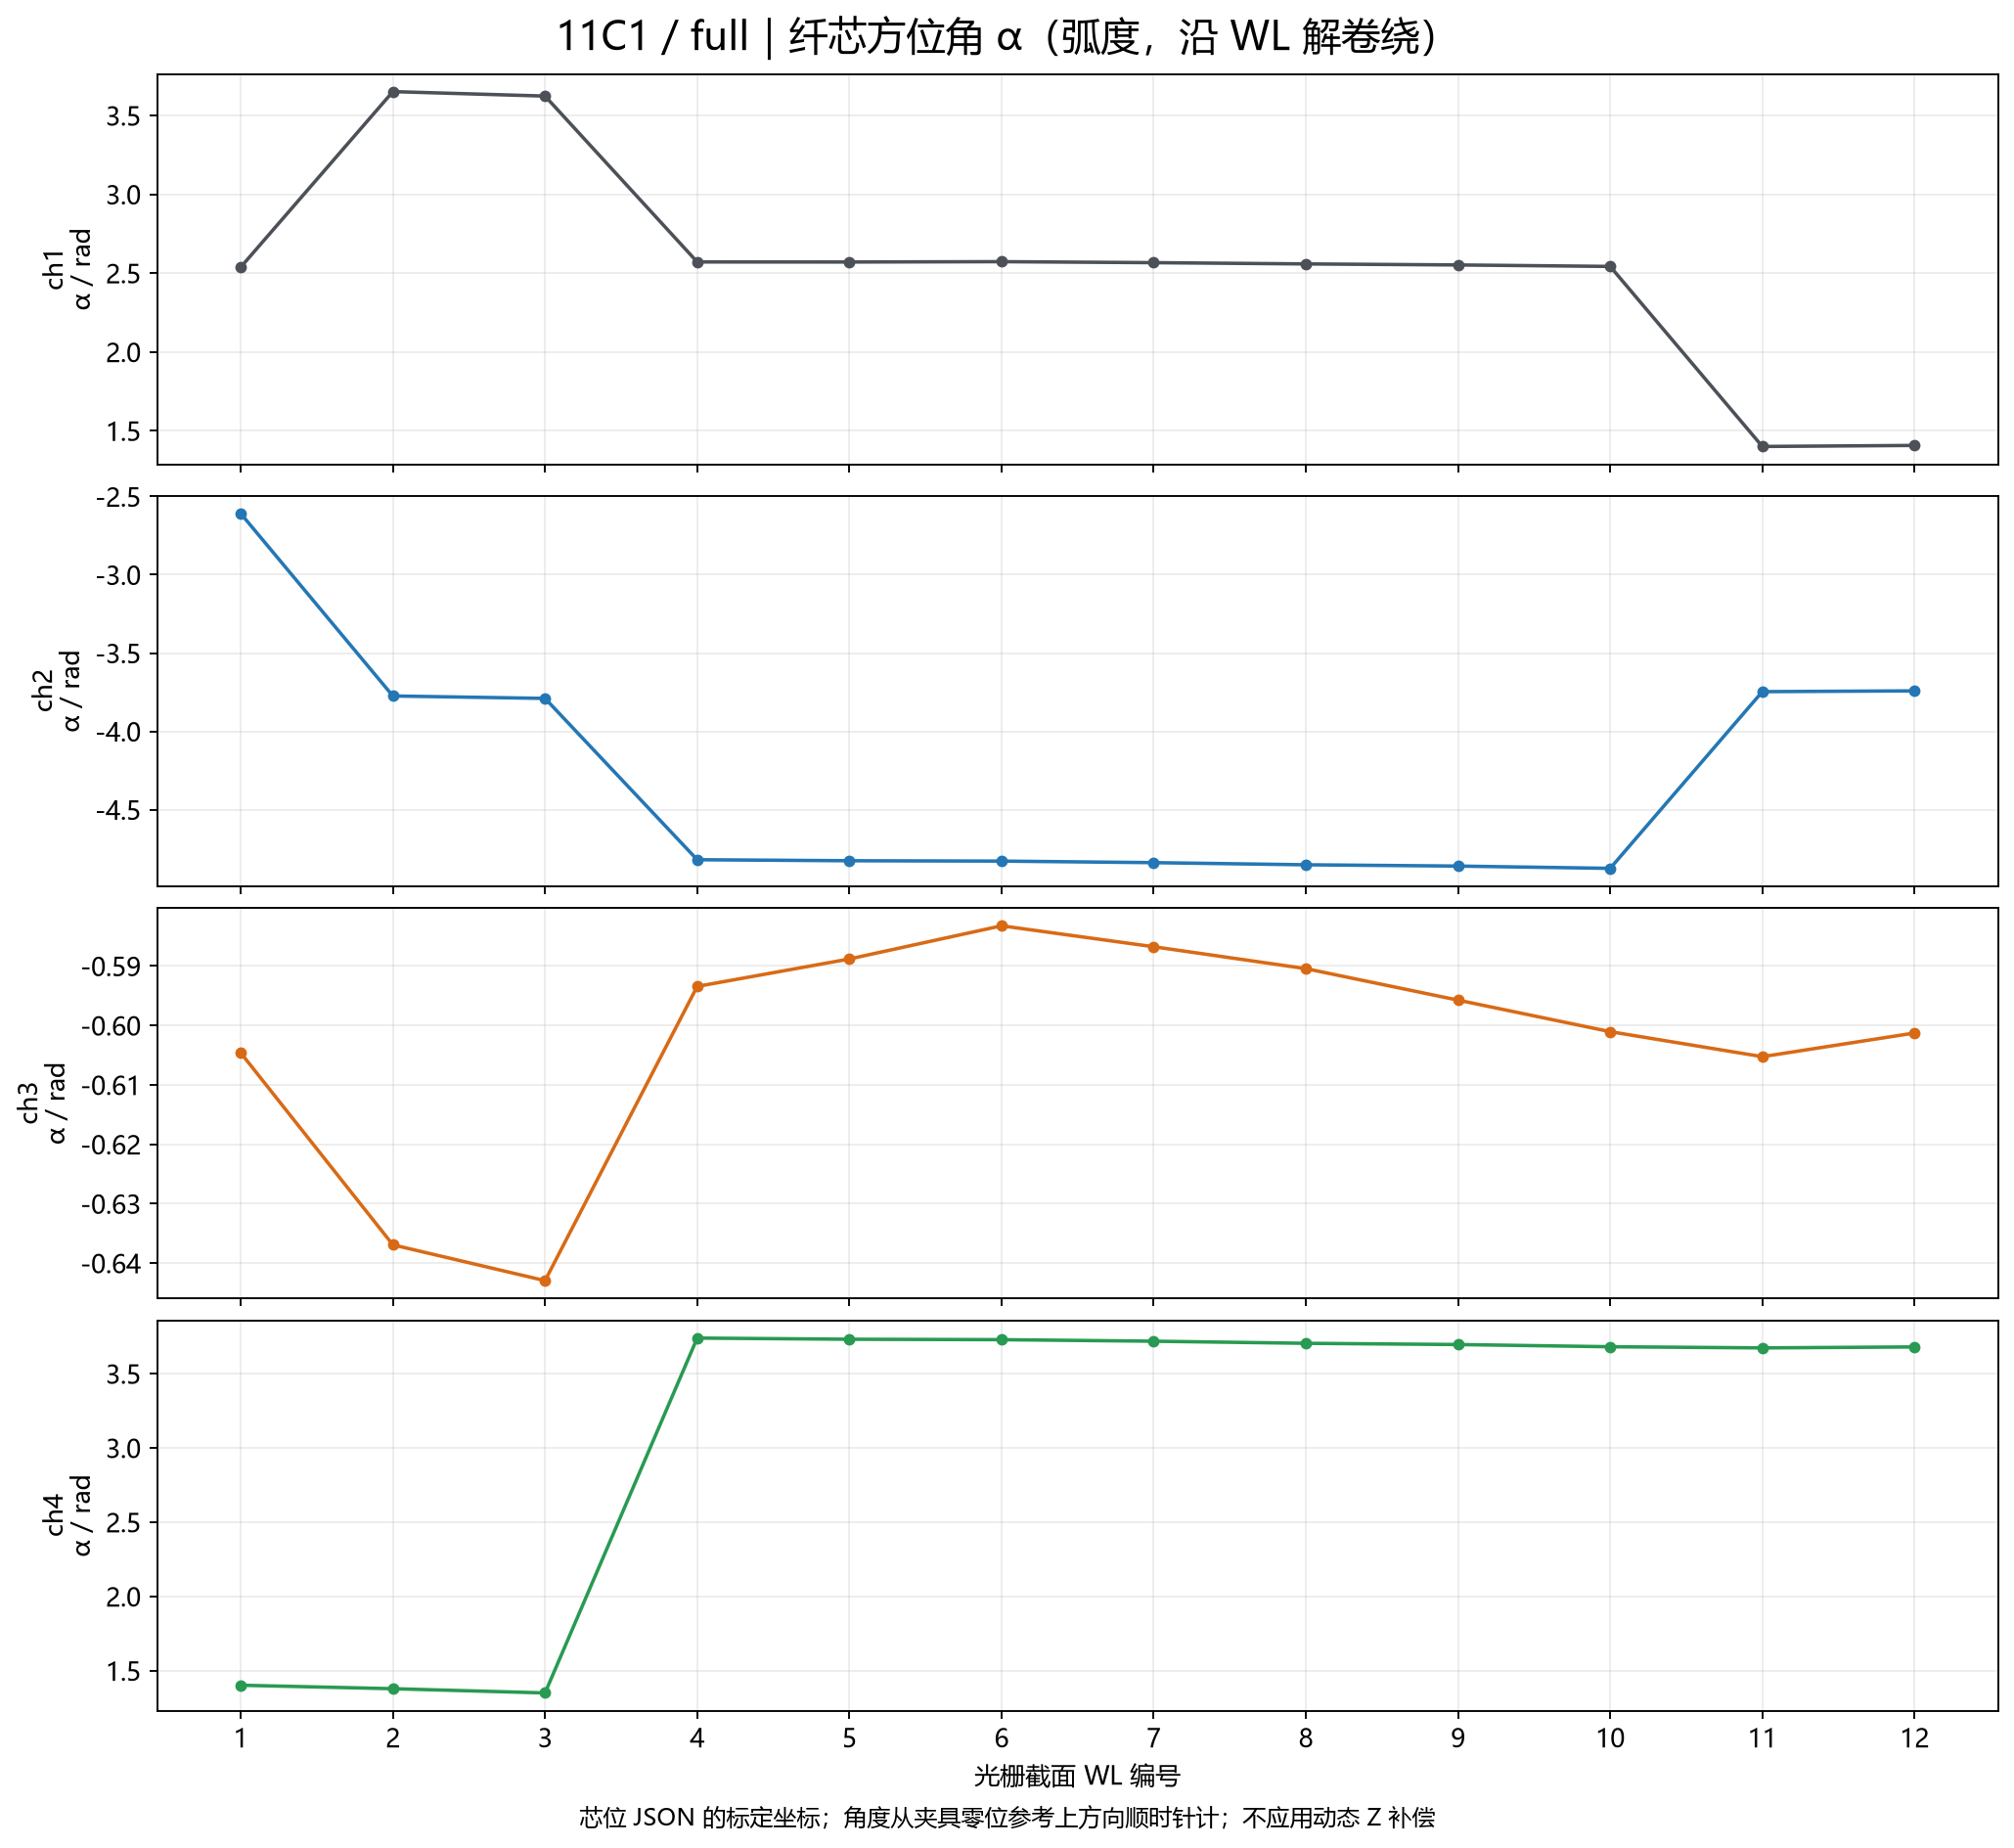 11C1 / full | 纤芯方位角 α（弧度，沿 WL 解卷绕）
3.5
3.0
2.5
2.0
1.5
ch1
α / rad
-2.5
-3.0
-3.5
-4.0
-4.5
ch2
α / rad
-0.59
-0.60
-0.61
-0.62
-0.63
-0.64
ch3
α / rad
3.5
3.0
2.5
2.0
1.5
ch4
α / rad
1 2 3 4 5 6 7 8 9 10 11 12
光栅截面 WL 编号
芯位 JSON 的标定坐标；角度从夹具零位参考上方向顺时针计；不应用动态 Z 补偿